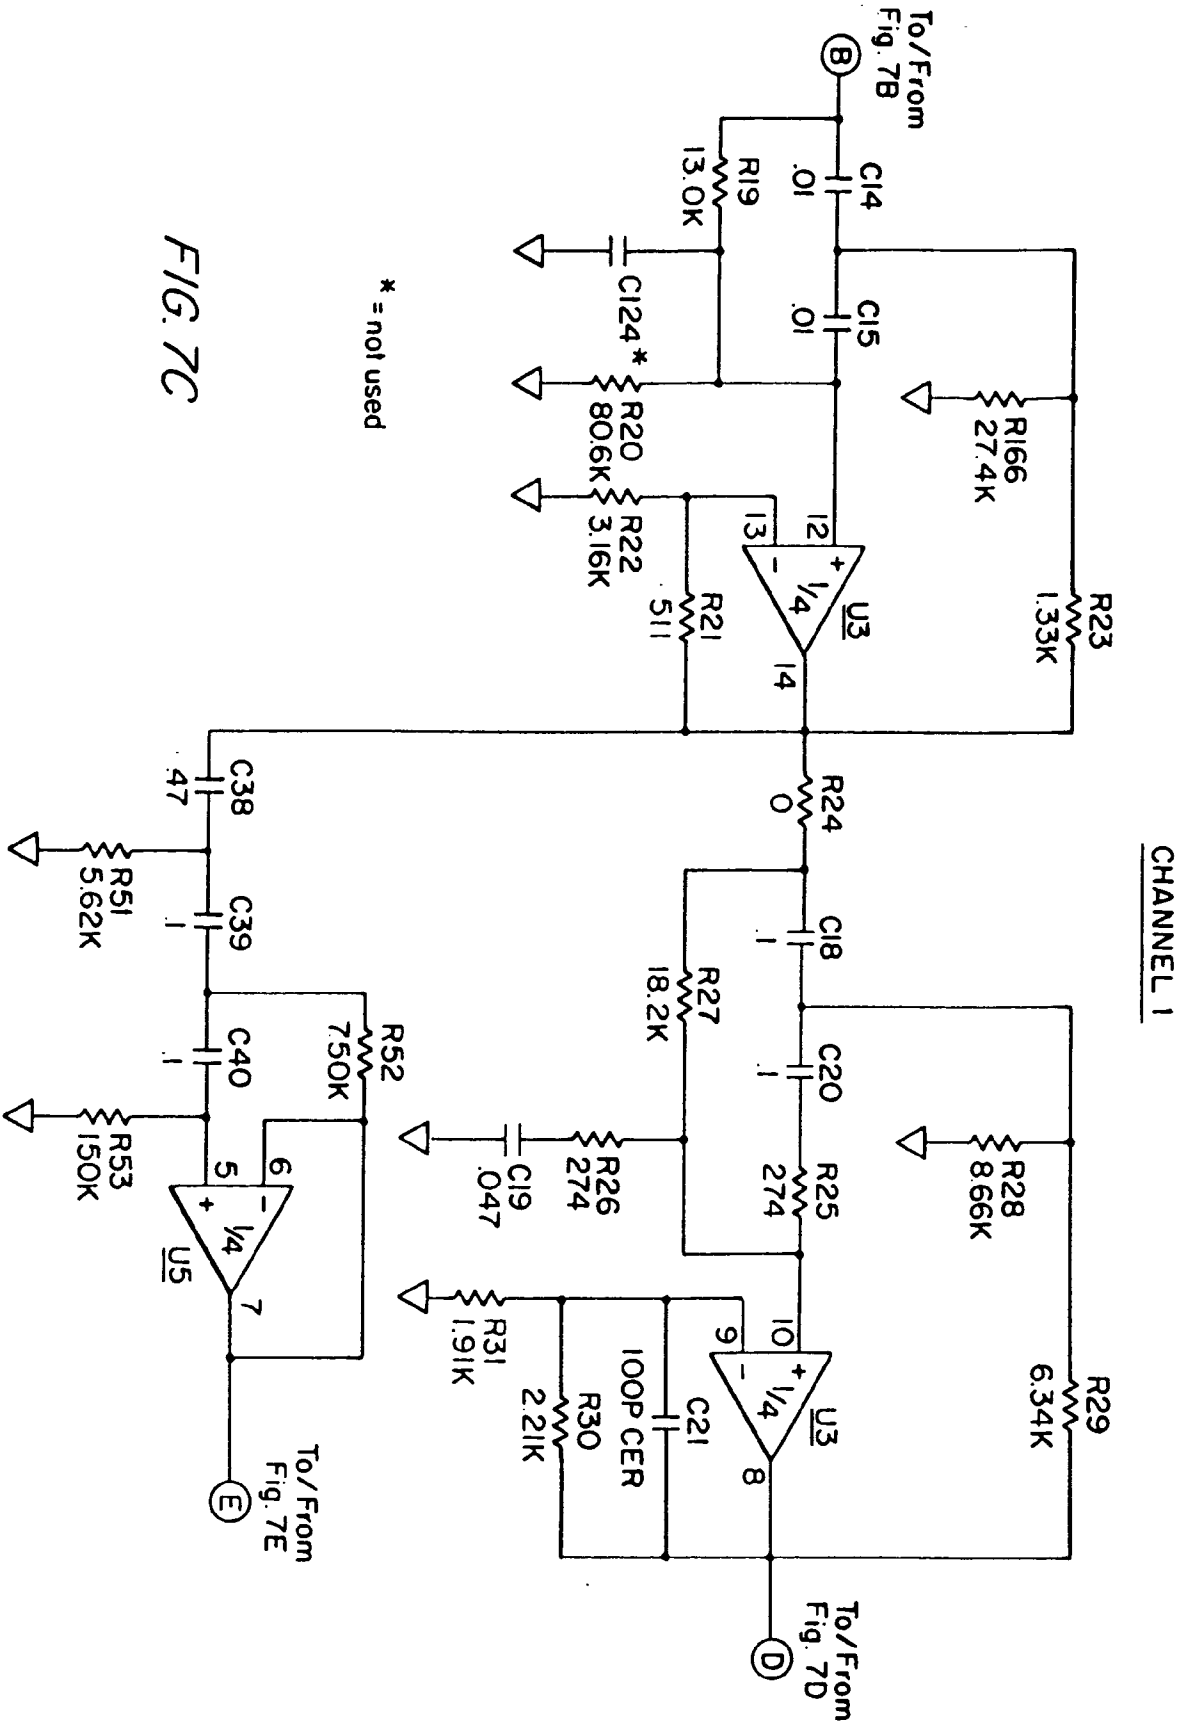 CHANNEL 1
To/From
Fig. 7B
B
C14
.01
C15
.01
R19
13.0K
C124*
R20
80.6K
R166
27.4K
R23
1.33K
12
13
+
-
1/4
U3
14
R22
3.16K
R21
511
R24
0
C18
.1
C20
.1
R25
274
R27
18.2K
R26
274
C19
.047
R28
8.66K
R29
6.34K
10
9
+
-
1/4
U3
8
R31
1.91K
C21
100P CER
R30
2.21K
To/From
Fig. 7D
D
C38
.47
R51
5.62K
C39
.1
C40
.1
R52
7.50K
R53
150K
6
5
-
+
1/4
U5
7
To/From
Fig. 7E
E
* = not used
FIG. 7C